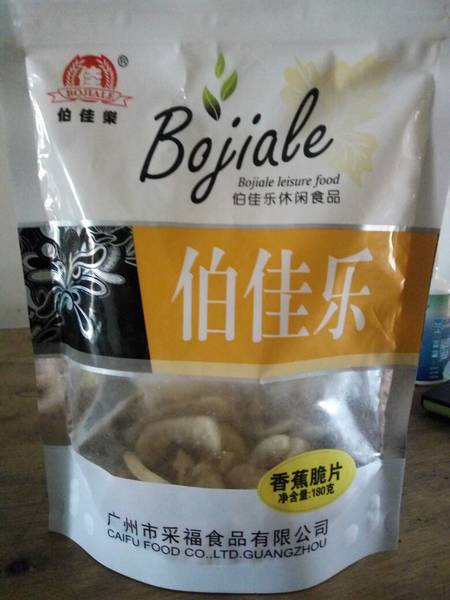 佳
®
BOJIALE
伯佳樂
Bojiale
Bojiale leisure food
伯佳乐休闲食品
伯佳乐
香蕉脆片
净含量:180克
广州市采福食品有限公司
CAIFU FOOD CO.,LTD.GUANGZHOU